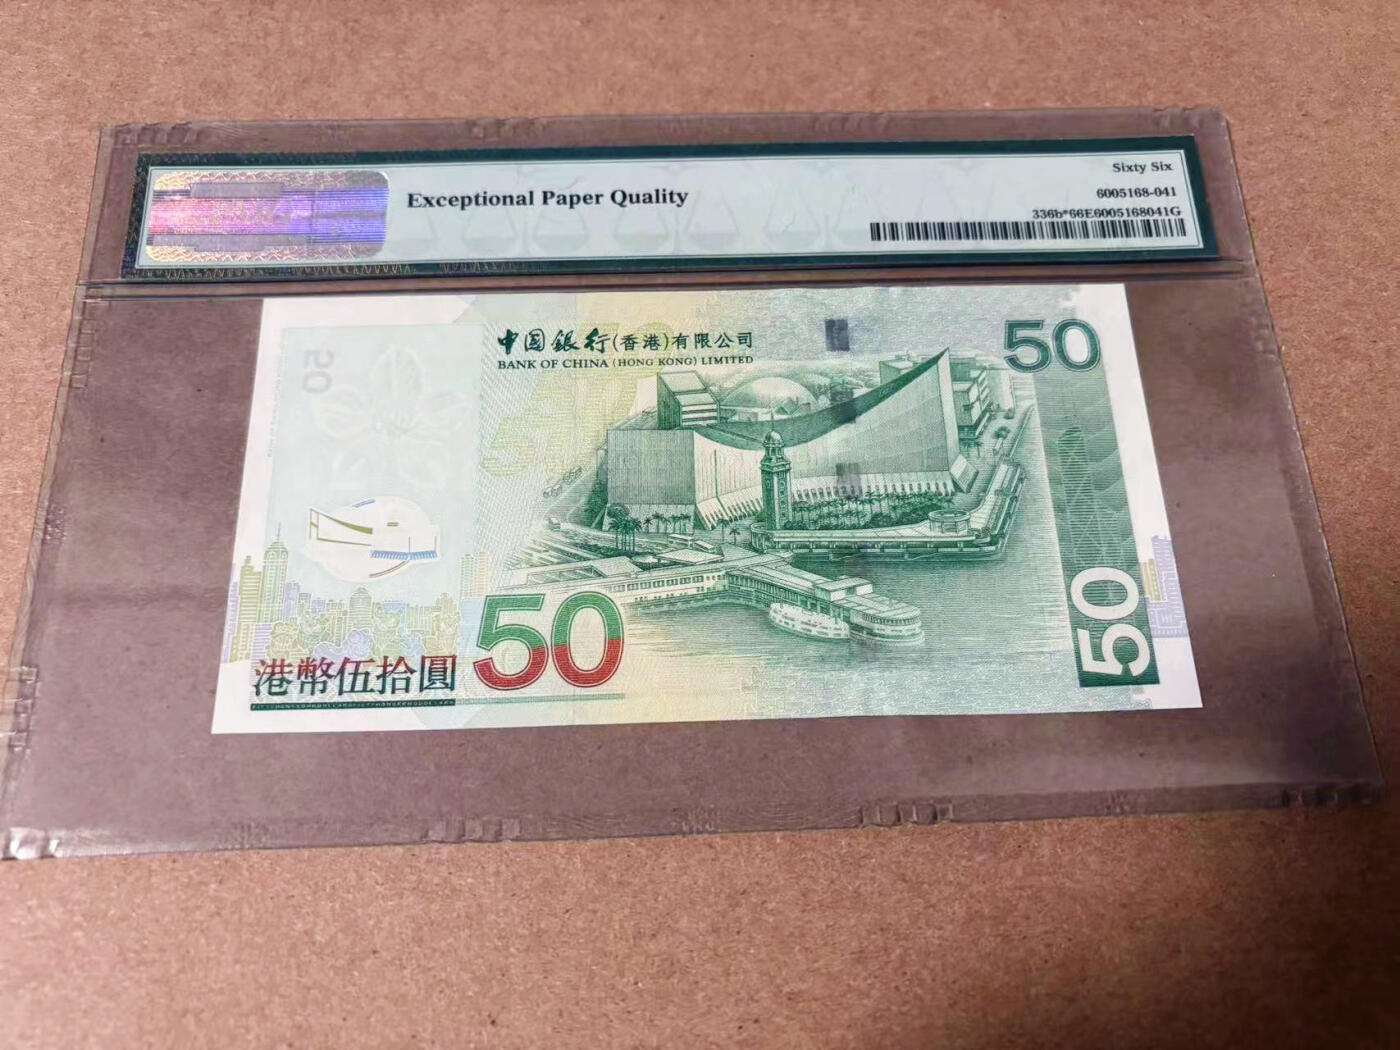 Exceptional Paper Quality
Sixty Six
6005168-041
336b*66E6005168041G
中国银行(香港)有限公司
BANK OF CHINA (HONG KONG) LIMITED
50
50
50
港幣伍拾圓
50